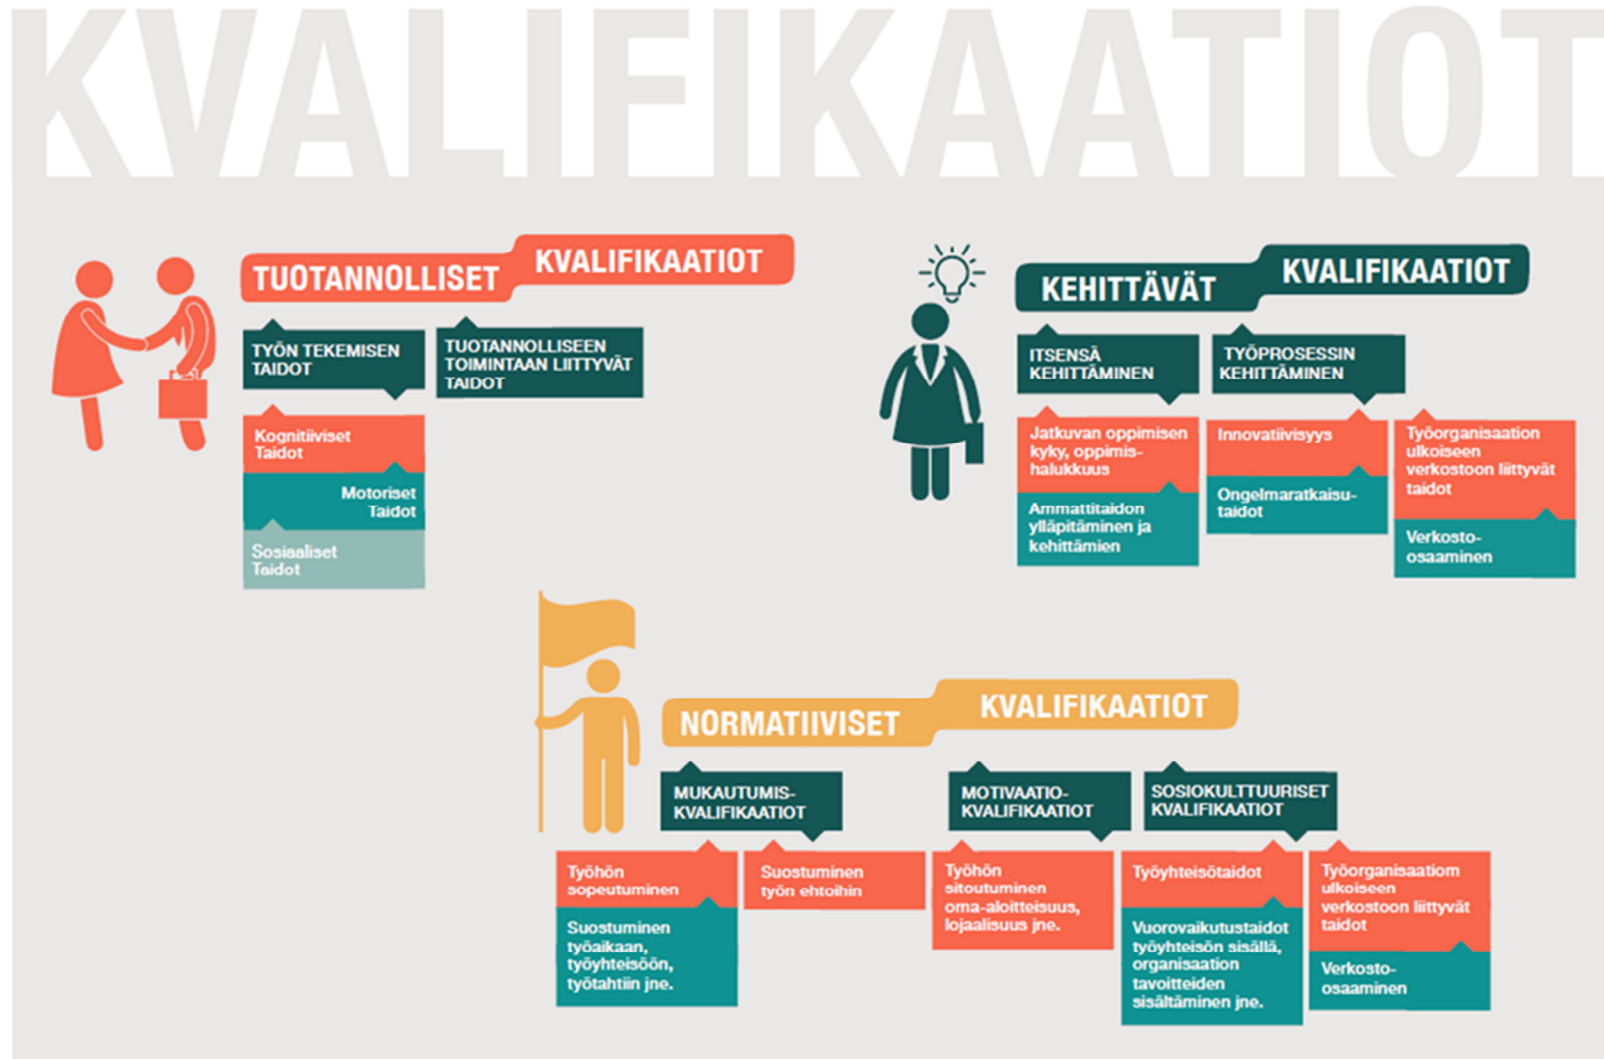 KVALIFIKAATIOT
TUOTANNOLLISET KVALIFIKAATIOT
TYÖN TEKEMISEN
TAIDOT
TUOTANNOLLISEEN
TOIMINTAAN LIITTYVÄT
TAIDOT
Kognitiiviset
Taidot
Motoriset
Taidot
Sosiaaliset
Taidot
KEHITTÄVÄT KVALIFIKAATIOT
ITSENSÄ
KEHITTÄMINEN
TYÖPROSESSIN
KEHITTÄMINEN
Jatkuvan oppimisen
kyky, oppimis-
halukkuus
Ammattitaidon
ylläpitäminen ja
kehittämien
Innovatiivisyys
Ongelmaratkaisu-
taidot
Työorganisaation
ulkoiseen
verkostoon liittyvät
taidot
Verkosto-
osaaminen
NORMATIIVISET KVALIFIKAATIOT
MUKAUTUMIS-
KVALIFIKAATIOT
MOTIVAATIO-
KVALIFIKAATIOT
SOSIOKULTTUURISET
KVALIFIKAATIOT
Työhön
sopeutuminen
Suostuminen
työaikaan,
työyhteisöön,
työtahtiin jne.
Suostuminen
työn ehtoihin
Työhön
sitoutuminen
oma-aloitteisuus,
lojaalisuus jne.
Työyhteisötaidot
Vuorovaikutustaidot
työyhteisön sisällä,
organisaation
tavoitteiden
sisältäminen jne.
Työorganisaatiom
ulkoiseen
verkostoon liittyvät
taidot
Verkosto-
osaaminen